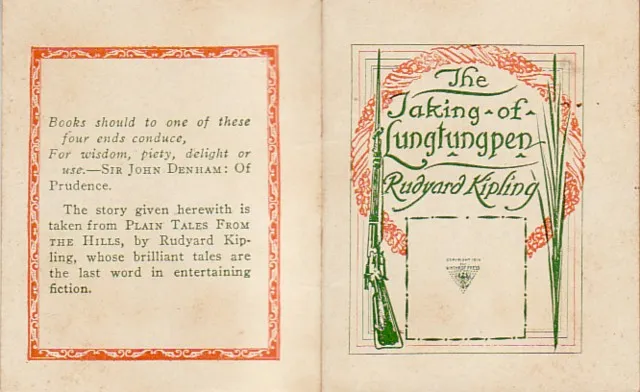 Books should to one of these
four ends conduce,
For wisdom, piety, delight or
use.—SIR JOHN DENHAM: Of
Prudence.
The story given herewith is
taken from PLAIN TALES FROM
THE HILLS, by Rudyard Kip-
ling, whose brilliant tales are
the last word in entertaining
fiction.
The
Taking·of·
Lungtungpen
Rudyard Kipling
COPYRIGHT 1914